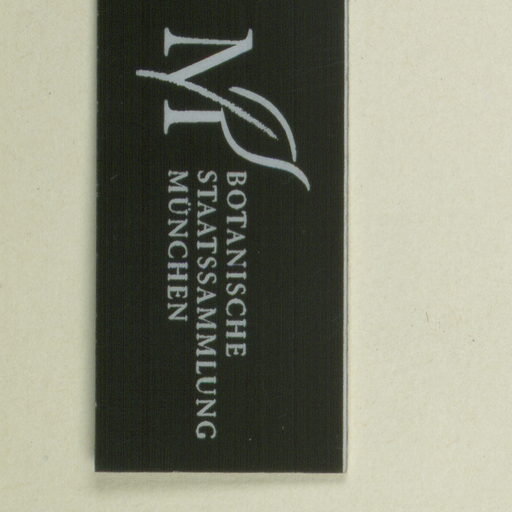 M
BOTANISCHE
STAATSSAMMLUNG
MÜNCHEN